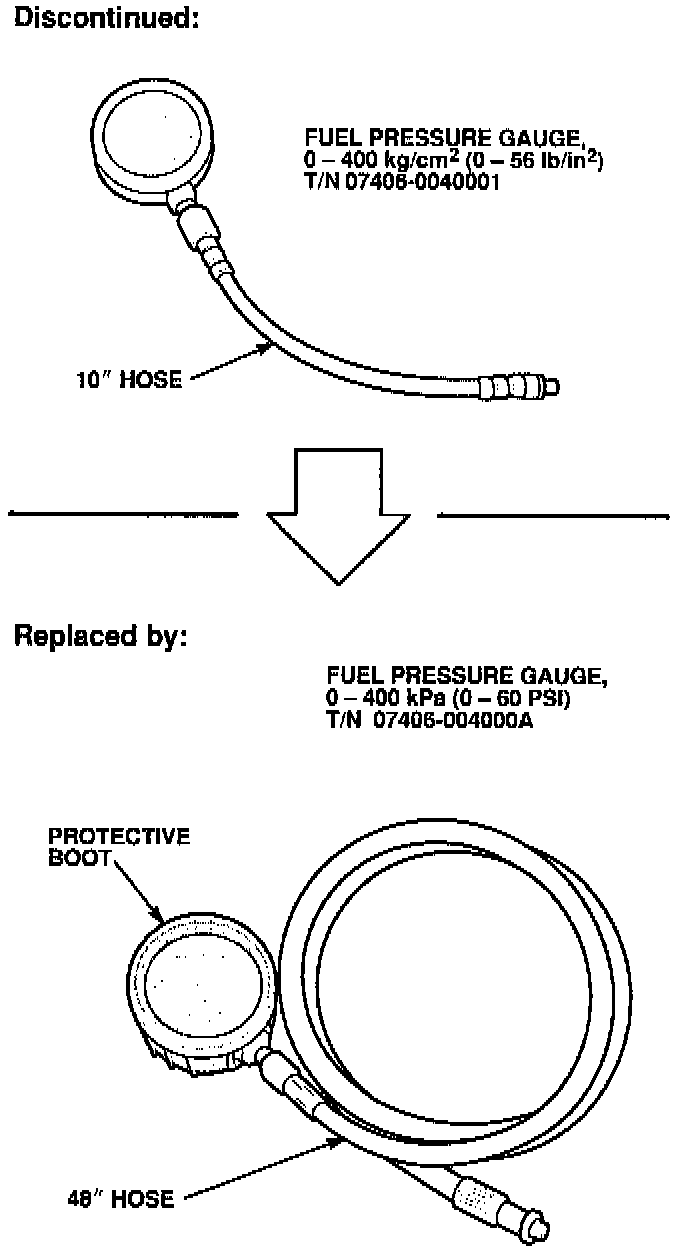 Discontinued:
FUEL PRESSURE GAUGE,
0 – 400 kg/cm² (0 – 56 lb/in²)
T/N 07406-0040001
10″ HOSE
Replaced by:
FUEL PRESSURE GAUGE,
0 – 400 kPa (0 – 60 PSI)
T/N 07406-004000A
PROTECTIVE
BOOT
48″ HOSE